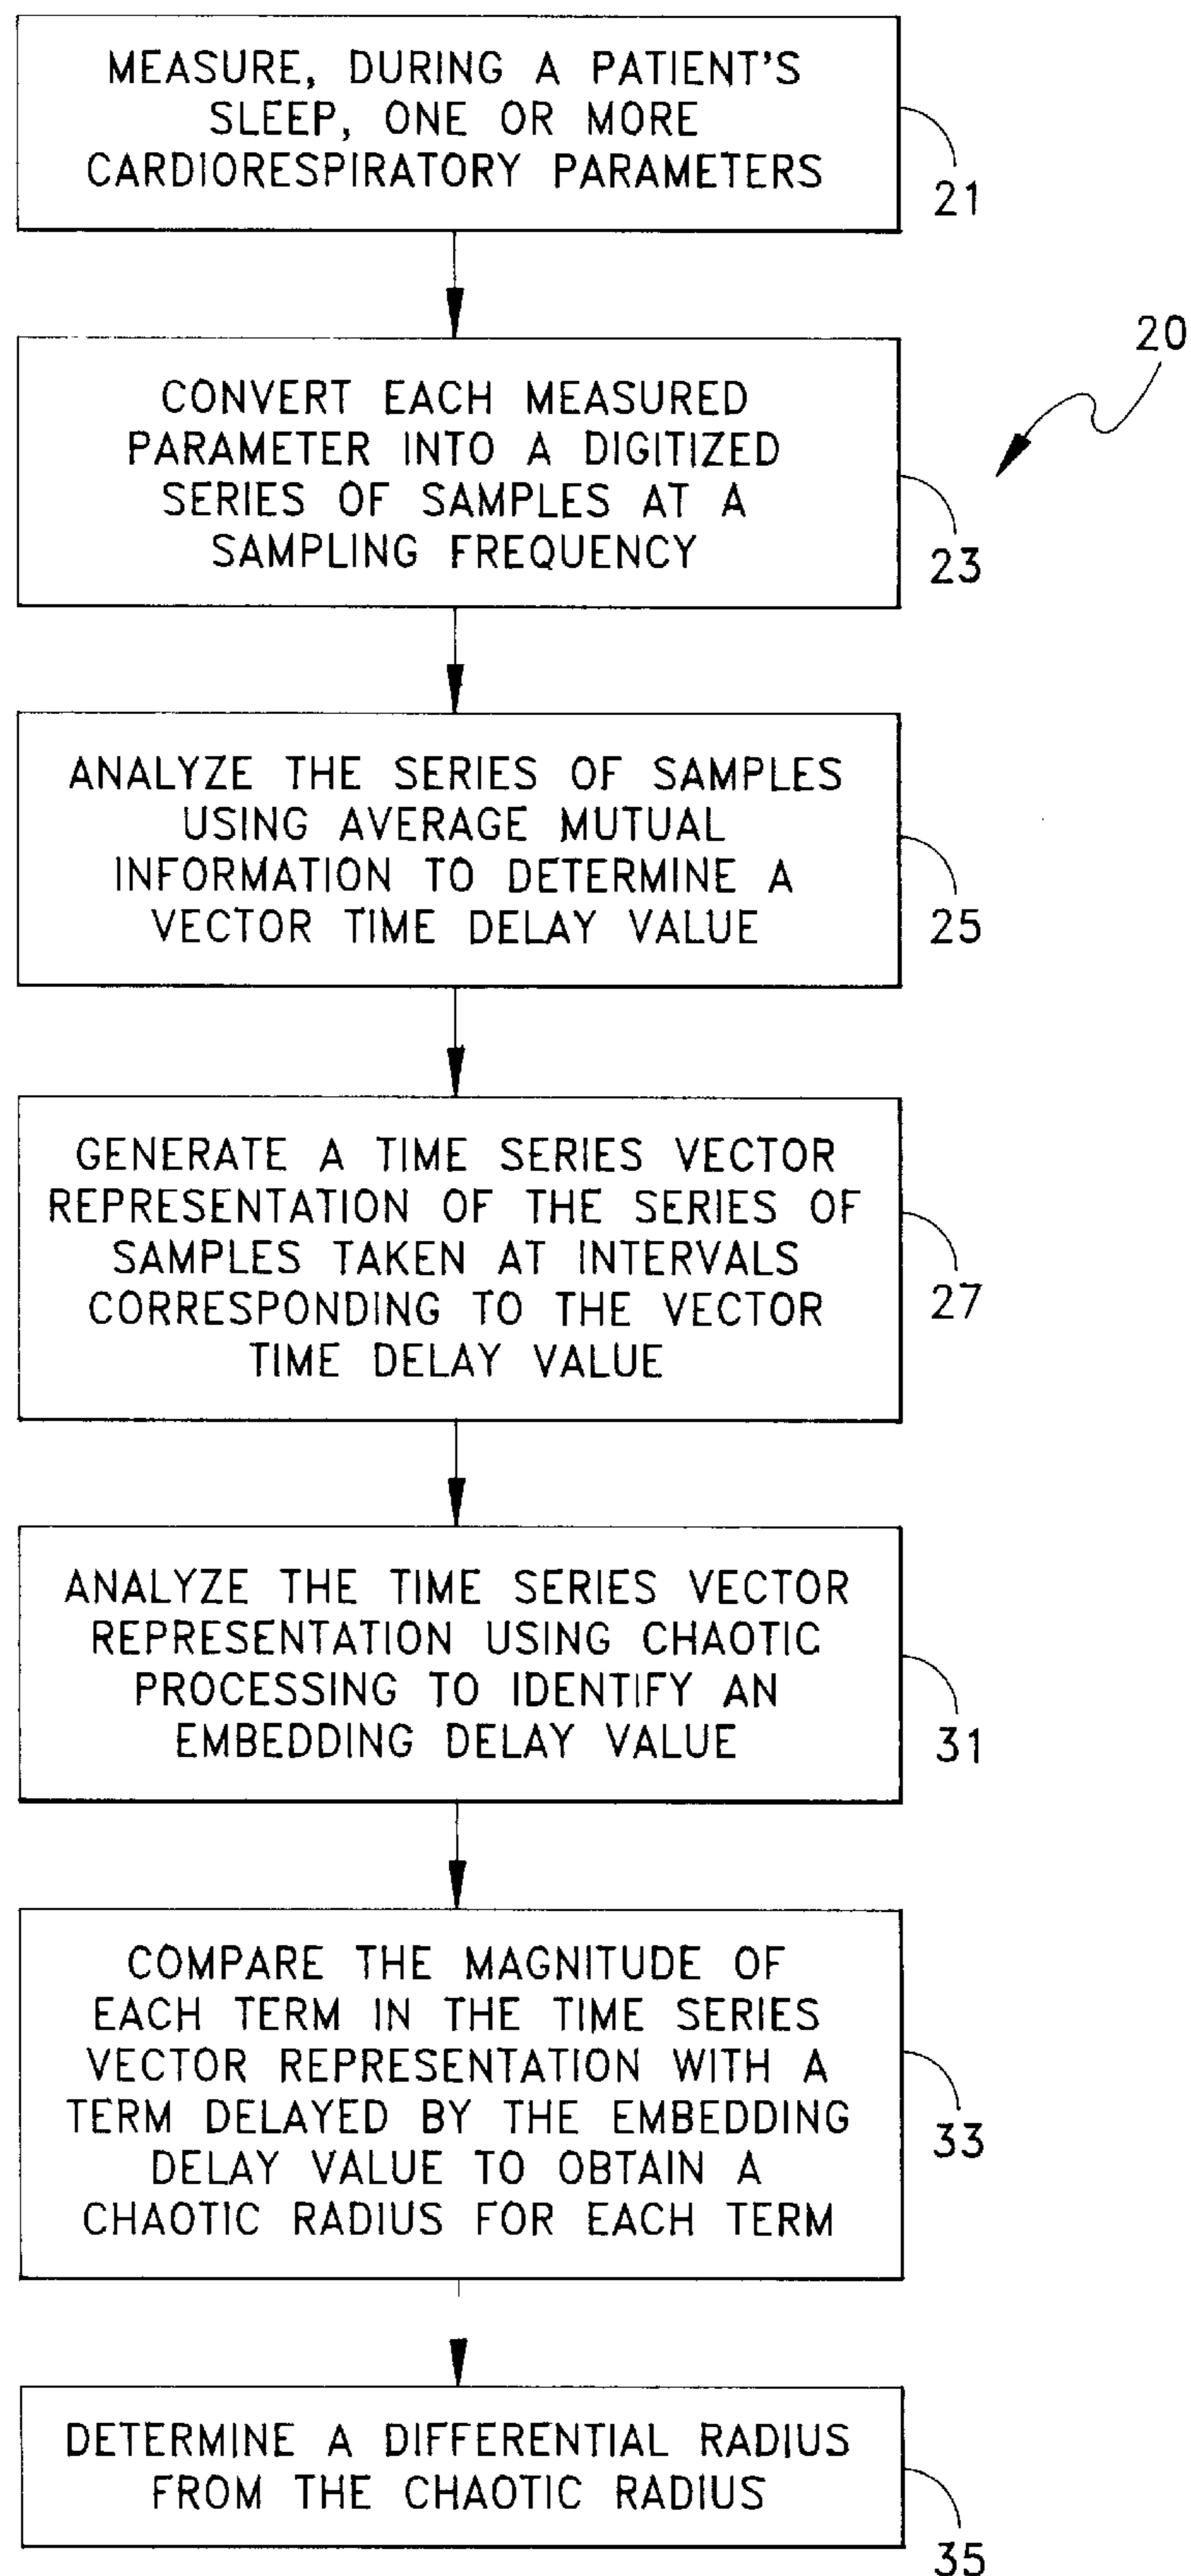 MEASURE, DURING A PATIENT'S
SLEEP, ONE OR MORE
CARDIORESPIRATORY PARAMETERS
21
20
CONVERT EACH MEASURED
PARAMETER INTO A DIGITIZED
SERIES OF SAMPLES AT A
SAMPLING FREQUENCY
23
ANALYZE THE SERIES OF SAMPLES
USING AVERAGE MUTUAL
INFORMATION TO DETERMINE A
VECTOR TIME DELAY VALUE
25
GENERATE A TIME SERIES VECTOR
REPRESENTATION OF THE SERIES OF
SAMPLES TAKEN AT INTERVALS
CORRESPONDING TO THE VECTOR
TIME DELAY VALUE
27
ANALYZE THE TIME SERIES VECTOR
REPRESENTATION USING CHAOTIC
PROCESSING TO IDENTIFY AN
EMBEDDING DELAY VALUE
31
COMPARE THE MAGNITUDE OF
EACH TERM IN THE TIME SERIES
VECTOR REPRESENTATION WITH A
TERM DELAYED BY THE EMBEDDING
DELAY VALUE TO OBTAIN A
CHAOTIC RADIUS FOR EACH TERM
33
DETERMINE A DIFFERENTIAL RADIUS
FROM THE CHAOTIC RADIUS
35